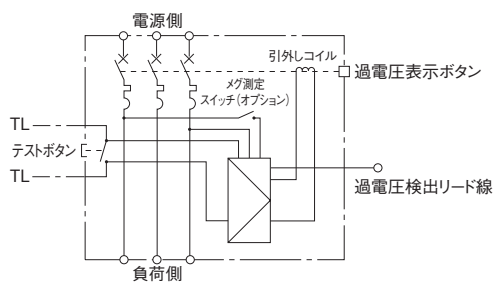 電源側
引外しコイル
過電圧表示ボタン
メグ測定
スイッチ(オプション)
TL
テストボタン
TL
過電圧検出リード線
負荷側